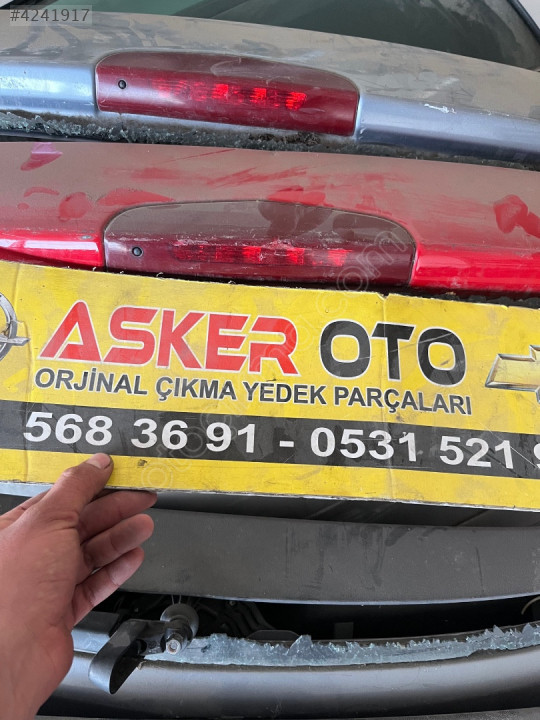 #4241917
ASKER OTO
ORJİNAL ÇIKMA YEDEK PARÇALARI
568 36 91 - 0531 521